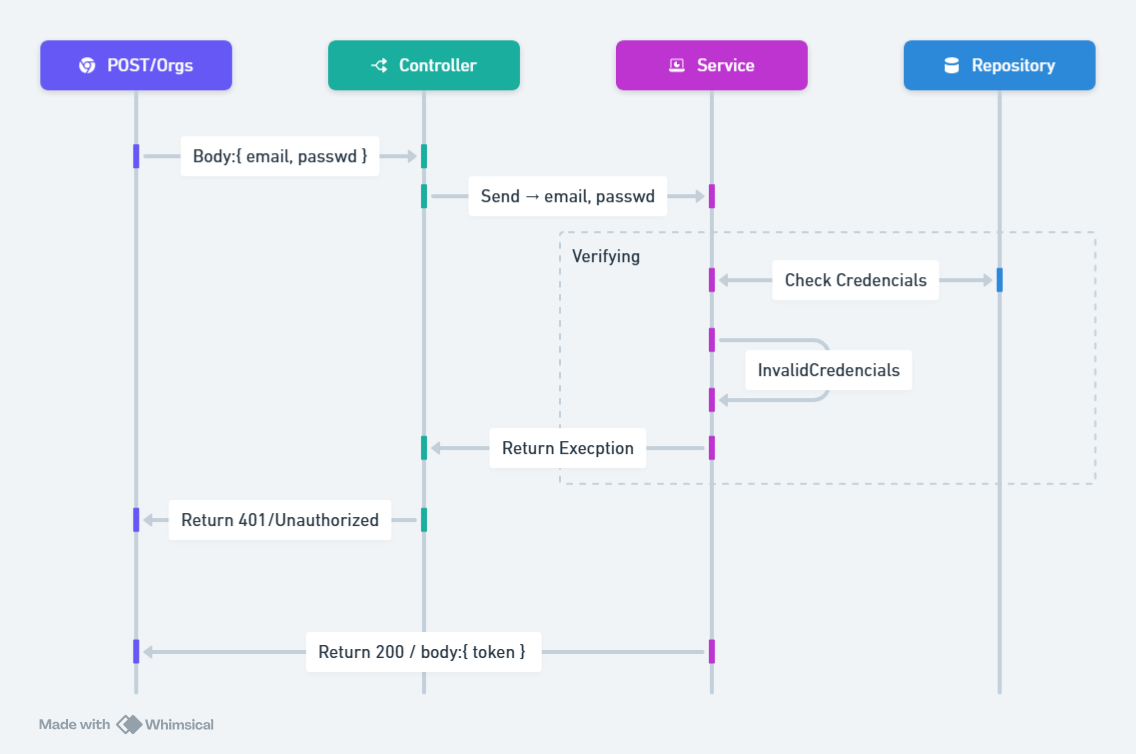 POST/Orgs
Controller
Service
Repository
Body:{ email, passwd }
Send → email, passwd
Verifying
Check Credencials
InvalidCredencials
Return Execption
Return 401/Unauthorized
Return 200 / body:{ token }
Made with Whimsical